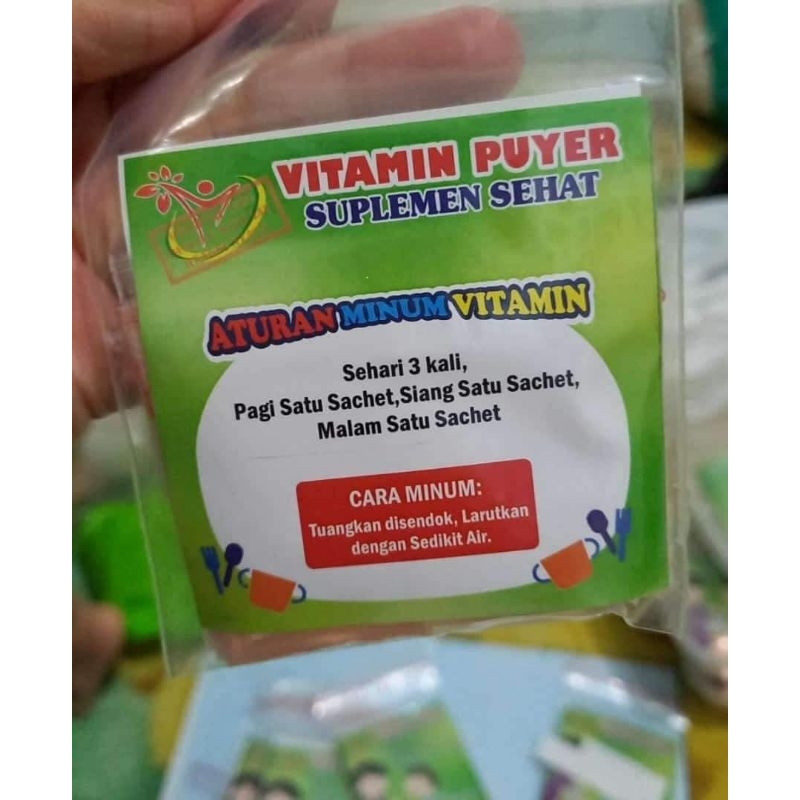 VITAMIN PUYER
SUPLEMEN SEHAT
ATURAN MINUM VITAMIN
Sehari 3 kali,
Pagi Satu Sachet,Siang Satu Sachet,
Malam Satu Sachet
CARA MINUM:
Tuangkan disendok, Larutkan
dengan Sedikit Air.